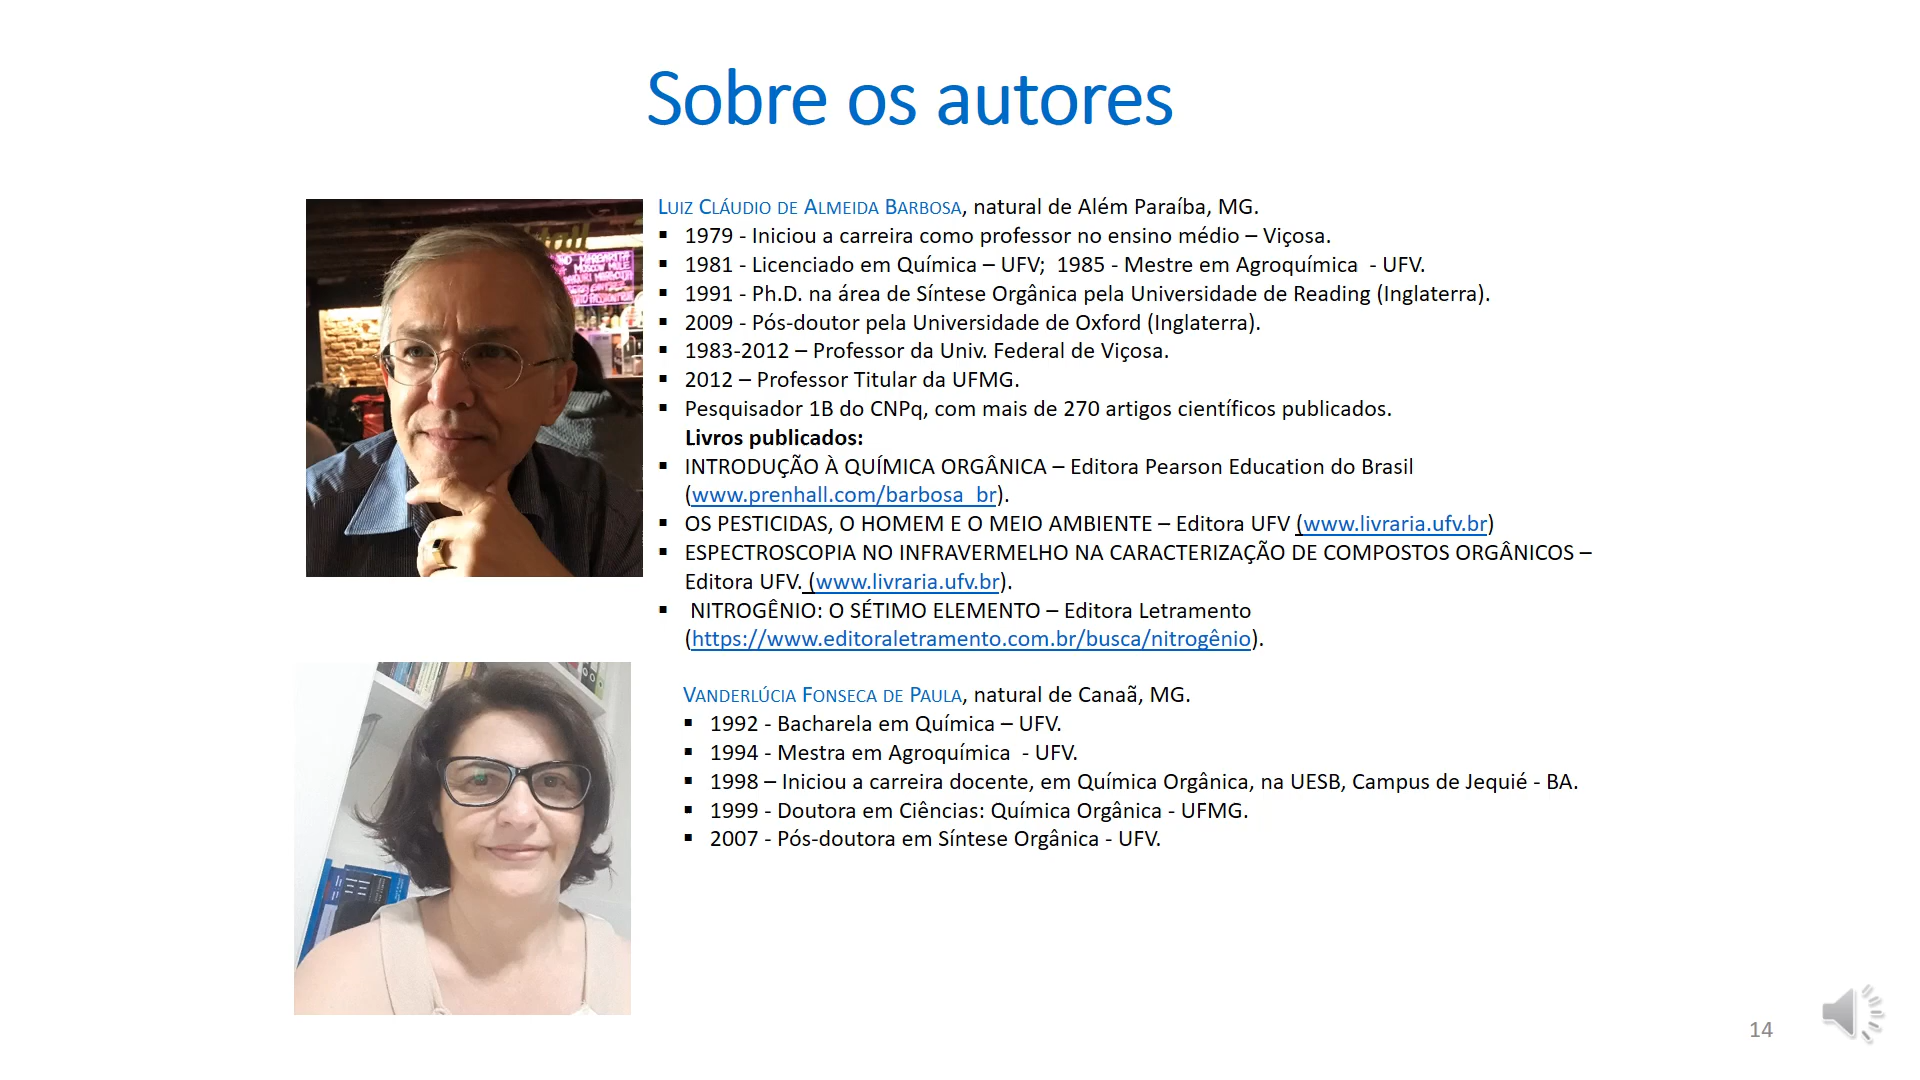 Sobre os autores
LUIZ CLÁUDIO DE ALMEIDA BARBOSA, natural de Além Paraíba, MG.
▪ 1979 - Iniciou a carreira como professor no ensino médio – Viçosa.
▪ 1981 - Licenciado em Química – UFV;  1985 - Mestre em Agroquímica  - UFV.
▪ 1991 - Ph.D. na área de Síntese Orgânica pela Universidade de Reading (Inglaterra).
▪ 2009 - Pós-doutor pela Universidade de Oxford (Inglaterra).
▪ 1983-2012 – Professor da Univ. Federal de Viçosa.
▪ 2012 – Professor Titular da UFMG.
▪ Pesquisador 1B do CNPq, com mais de 270 artigos científicos publicados.
Livros publicados:
▪ INTRODUÇÃO À QUÍMICA ORGÂNICA – Editora Pearson Education do Brasil
(www.prenhall.com/barbosa_br).
▪ OS PESTICIDAS, O HOMEM E O MEIO AMBIENTE – Editora UFV (www.livraria.ufv.br)
▪ ESPECTROSCOPIA NO INFRAVERMELHO NA CARACTERIZAÇÃO DE COMPOSTOS ORGÂNICOS –
Editora UFV. (www.livraria.ufv.br).
▪ NITROGÊNIO: O SÉTIMO ELEMENTO – Editora Letramento
(https://www.editoraletramento.com.br/busca/nitrogênio).
VANDERLÚCIA FONSECA DE PAULA, natural de Canaã, MG.
▪ 1992 - Bacharela em Química – UFV.
▪ 1994 - Mestra em Agroquímica  - UFV.
▪ 1998 – Iniciou a carreira docente, em Química Orgânica, na UESB, Campus de Jequié - BA.
▪ 1999 - Doutora em Ciências: Química Orgânica - UFMG.
▪ 2007 - Pós-doutora em Síntese Orgânica - UFV.
MARGARITA
MOSCOW MULE
14